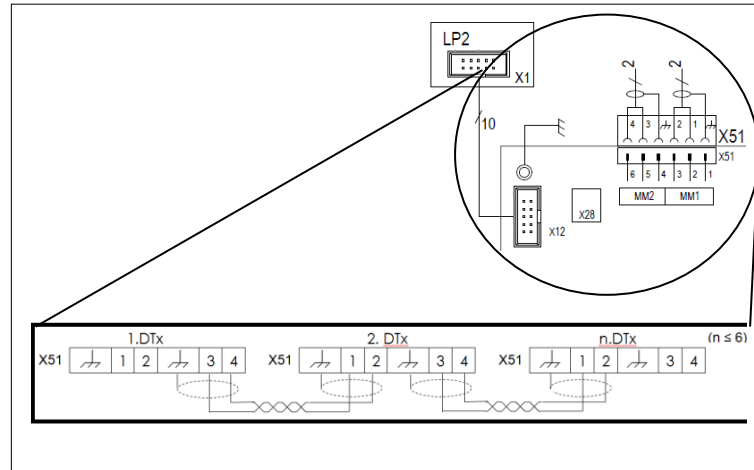 LP2
X1
10
2 2
4 3 2 1
X51
X51
6 5 4 3 2 1
MM2 MM1
X28
X12
1.DTx 2. DTx n.DTx (n ≤ 6)
X51 1 2 3 4 X51 1 2 3 4 X51 1 2 3 4